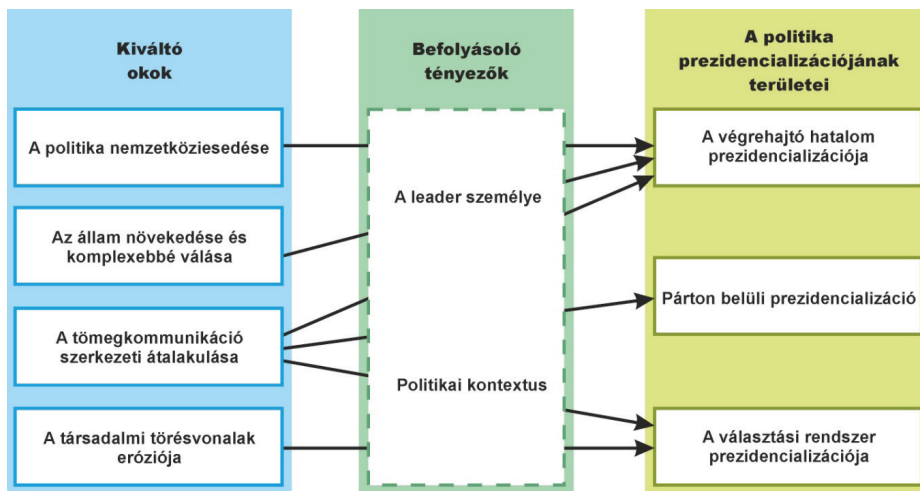 Kiváltó
okok
A politika nemzetköziesedése
Az állam növekedése és
komplexebbé válása
A tömegkommunikáció
szerkezeti átalakulása
A társadalmi törésvonalak
eróziója
Befolyásoló
tényezők
A leader személye
Politikai kontextus
A politika
prezidencializációjának
területei
A végrehajtó hatalom
prezidencializációja
Párton belüli prezidencializáció
A választási rendszer
prezidencializációja